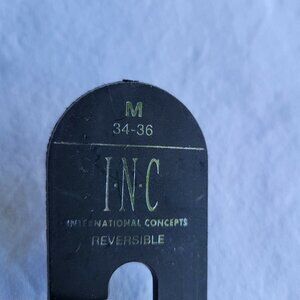 M
34-36
I·N·C
INTERNATIONAL CONCEPTS
REVERSIBLE